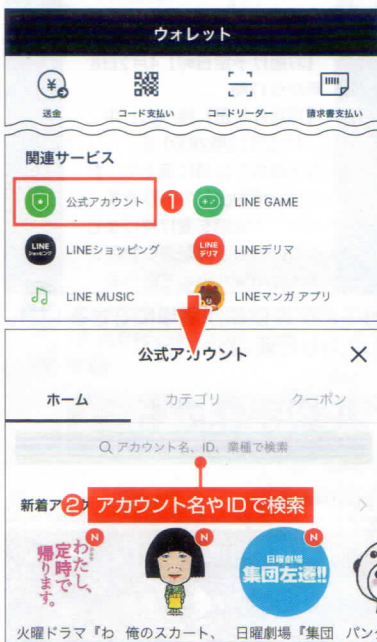 ウォレット
送金 コード支払い コードリーダー 請求書支払い
関連サービス
公式アカウント ❶ LINE GAME
LINE ショッピング LINEショッピング LINE デリマ LINEデリマ
LINE MUSIC LINEマンガ アプリ
公式アカウント ×
ホーム カテゴリ クーポン
アカウント名、ID、業種で検索
新着ア ❷ アカウント名やIDで検索 >
N N N
わたし、定時で帰ります。
日曜劇場
集団左遷!!
火曜ドラマ『わ 俺のスカート、 日曜劇場『集団 パン